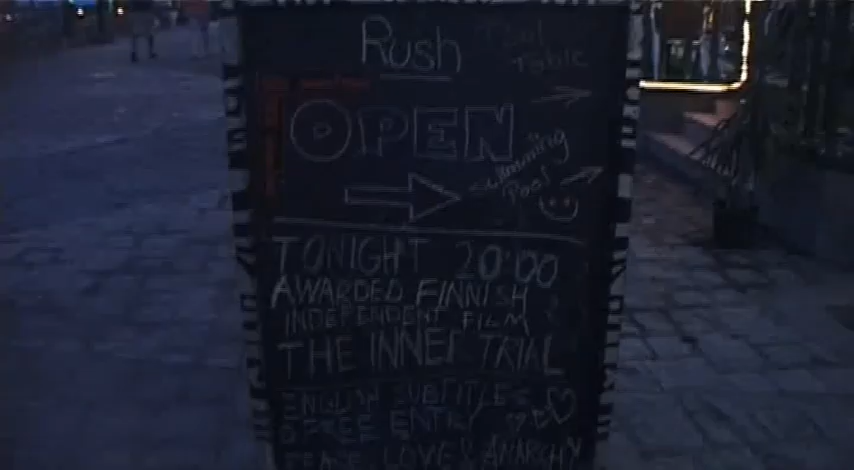 Rush
Pool
Table
OPEN
Swimming
Pool
TONIGHT 20:00
AWARDED FINNISH
INDEPENDENT FILM
THE INNER TRIAL
ENGLISH SUBTITLES
& FREE ENTRY
PEACE, LOVE & ANARCHY